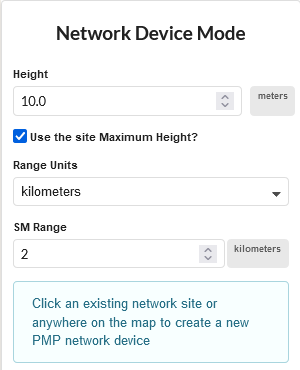 Network Device Mode
Height
10.0
meters
Use the site Maximum Height?
Range Units
kilometers
SM Range
2
kilometers
Click an existing network site or
anywhere on the map to create a new
PMP network device